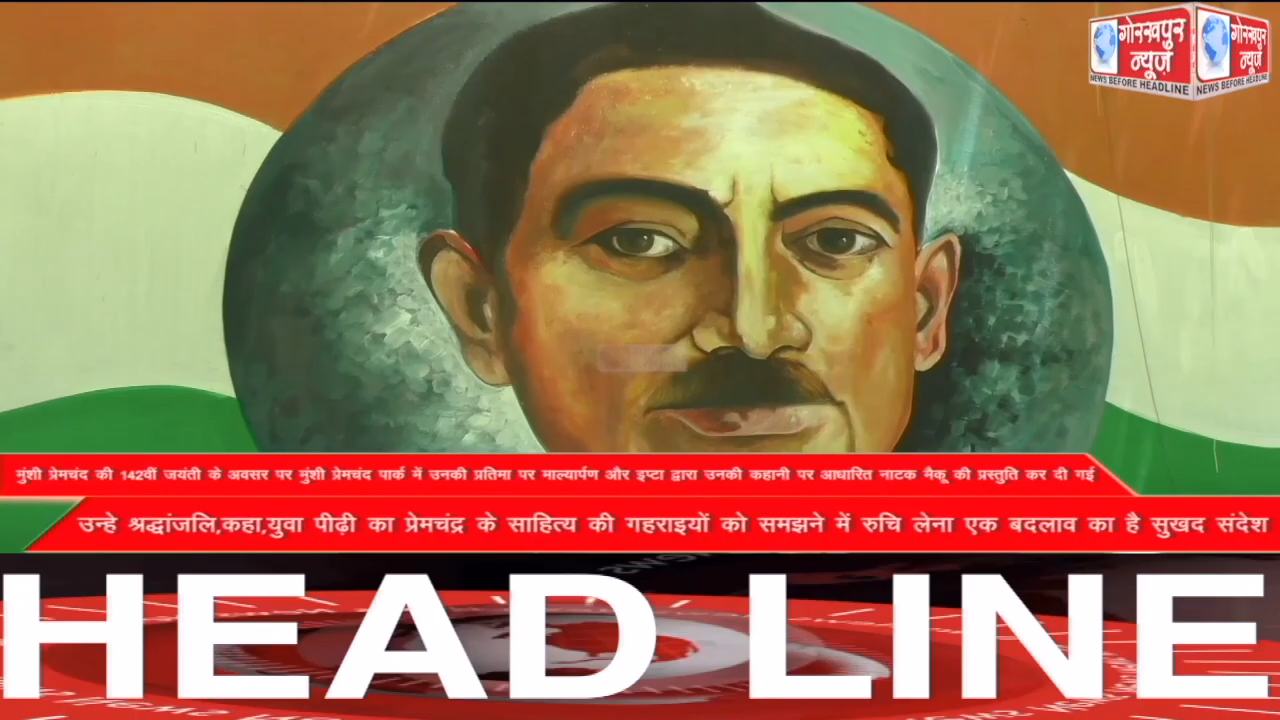 गोरखपुर
न्यूज़
NEWS BEFORE HEADLINE
गोरखपुर
न्यूज़
NEWS BEFORE HEADLINE
मुंशी प्रेमचंद की 142वीं जयंती के अवसर पर मुंशी प्रेमचंद पार्क में उनकी प्रतिमा पर माल्यार्पण और इप्टा द्वारा उनकी कहानी पर आधारित नाटक मैकू की प्रस्तुति कर दी गई
उन्हे श्रद्धांजलि,कहा,युवा पीढ़ी का प्रेमचंद्र के साहित्य की गहराइयों को समझने में रुचि लेना एक बदलाव का है सुखद संदेश
HEAD LINE